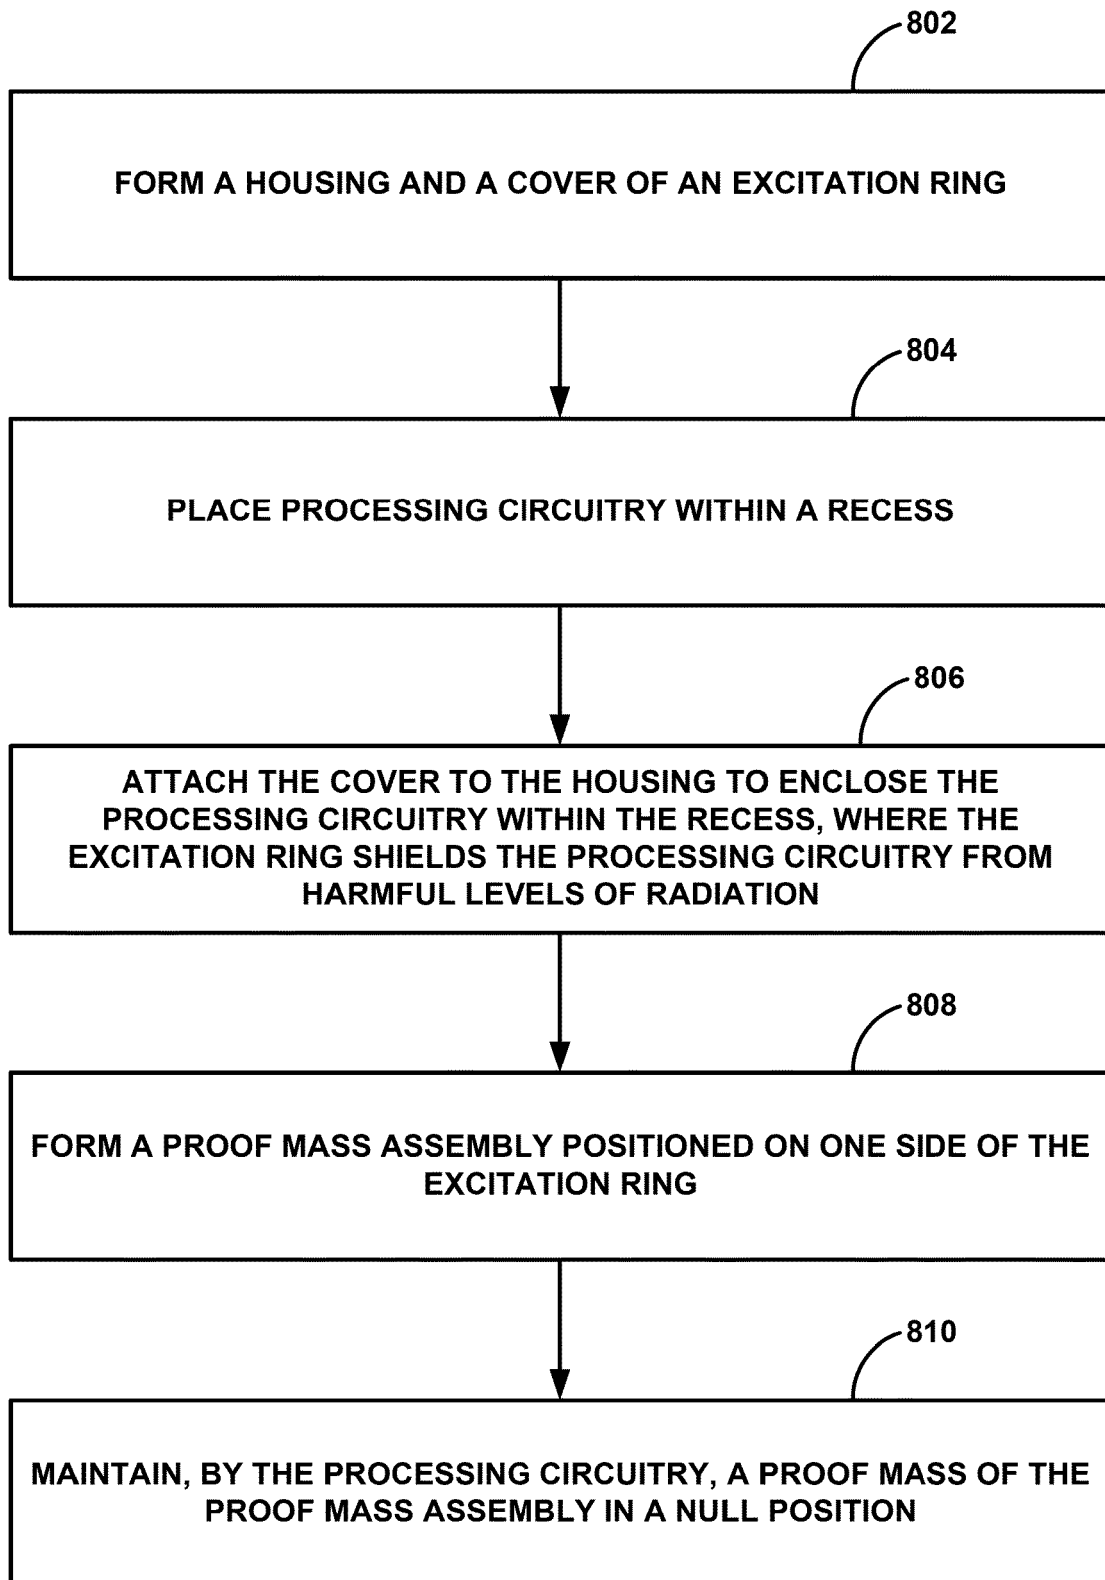 802
FORM A HOUSING AND A COVER OF AN EXCITATION RING
804
PLACE PROCESSING CIRCUITRY WITHIN A RECESS
806
ATTACH THE COVER TO THE HOUSING TO ENCLOSE THE
PROCESSING CIRCUITRY WITHIN THE RECESS, WHERE THE
EXCITATION RING SHIELDS THE PROCESSING CIRCUITRY FROM
HARMFUL LEVELS OF RADIATION
808
FORM A PROOF MASS ASSEMBLY POSITIONED ON ONE SIDE OF THE
EXCITATION RING
810
MAINTAIN, BY THE PROCESSING CIRCUITRY, A PROOF MASS OF THE
PROOF MASS ASSEMBLY IN A NULL POSITION